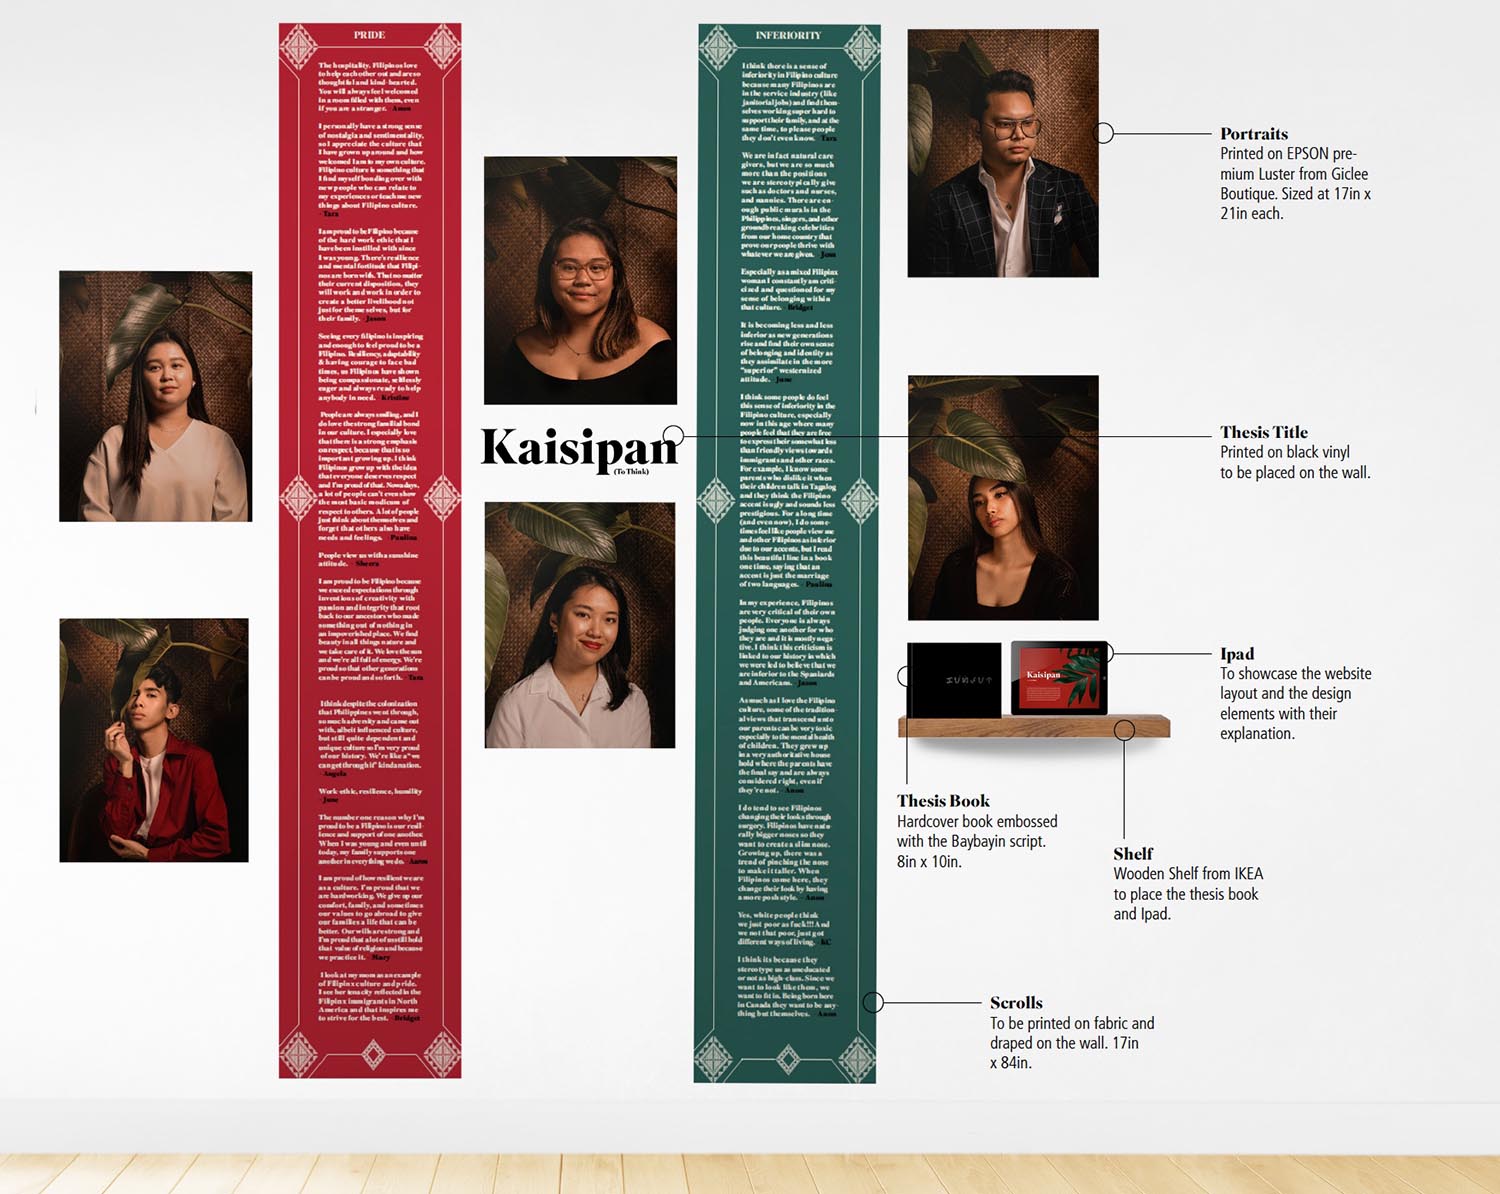 PRIDE
The hospitality. Filipinos love
to help each other out and are so
thoughtful and kind-hearted.
You will always feel welcomed
in a room filled with them, even
if you are a stranger. - Anon
I personally have a strong sense
of nostalgia and sentimentality,
so I appreciate the culture that
I have grown up around and how
welcomed I am to my own culture.
Filipino culture is something that
I find myself bonding over with
new people who can relate to
my experiences or teach me new
things about Filipino culture.
- Tara
I am proud to be Filipino because
of the hard work ethic that I
have been instilled with since
I was young. There's resilience
and mental fortitude that Filipi-
nos are born with. That no matter
their current disposition, they
will work and work in order to
create a better livelihood not
just for themselves, but for
their family. - Jason
Seeing every filipino is inspiring
and enough to feel proud to be a
Filipino. Resiliency, adaptability
& having courage to face bad
times, us Filipinos have shown
being compassionate, selflessly
eager and always ready to help
anybody in need. - Kristine
People are always smiling, and I
do love the strong familial bond
in our culture. I especially love
that there is a strong emphasis
on respect, because that is so
important growing up. I think
Filipinos grow up with the idea
that everyone deserves respect
and I'm proud of that. Nowadays,
a lot of people can't even show
the most basic modicum of
respect to others. A lot of people
just think about themselves and
forget that others also have
needs and feelings. - Paulina
People view us with a sunshine
attitude. - Sheera
I am proud to be Filipino because
we exceed expectations through
inventions of creativity with
passion and integrity that root
back to our ancestors who made
something out of nothing in
an impoverished place. We find
beauty in all things nature and
we take care of it. We love the sun
and we're all full of energy. We're
proud so that other generations
can be proud and so forth. - Tara
I think despite the colonization
that Philippines went through,
so much adversity and came out
with, albeit influenced culture,
but still quite dependent and
unique culture so I'm very proud
of our history. We're like a "we
can get through it" kinda nation.
- Angela
Work-ethic, resilience, humility
- June
The number one reason why I'm
proud to be a Filipino is our resil-
ience and support of one another.
When I was young and even until
today, my family supports one
another in everything we do. - Aaron
I am proud of how resilient we are
as a culture. I'm proud that we
are hardworking. We give up our
comfort, family, and sometimes
our values to go abroad to give
our families a life that can be
better. Our wills are strong and
I'm proud that a lot of us still hold
that value of religion and because
we practice it. - Mary
I look at my mom as an example
of Filipinx culture and pride.
I see her tenacity reflected in the
Filipinx immigrants in North
America and that inspires me
to strive for the best. - Bridget
Kaisipan
(To Think)
INFERIORITY
I think there is a sense of
inferiority in Filipino culture
because many Filipinos are
in the service industry (like
janitorial jobs) and find them-
selves working super hard to
support their family, and at the
same time, to please people
they don't even know. - Tara
We are in fact natural care
givers, but we are so much
more than the positions
we are stereotypically give
such as doctors and nurses,
and nannies. There are en-
ough public murals in the
Philippines, singers, and other
groundbreaking celebrities
from our home country that
prove our people thrive with
whatever we are given. - Jem
Especially as a mixed Filipinx
woman I constantly am criti-
cized and questioned for my
sense of belonging within
that culture. - Bridget
It is becoming less and less
inferior as new generations
rise and find their own sense
of belonging and identity as
they assimilate in the more
"superior" westernized
attitude. - June
I think some people do feel
this sense of inferiority in the
Filipino culture, especially
now in this age where many
people feel that they are free
to express their somewhat less
than friendly views towards
immigrants and other races.
For example, I know some
parents who dislike it when
their children talk in Tagalog
and they think the Filipino
accent is ugly and sounds less
prestigious. For a long time
(and even now), I do some-
times feel like people view me
and other Filipinos as inferior
due to our accents, but I read
this beautiful line in a book
one time, saying that an
accent is just the marriage
of two languages. - Paulina
In my experience, Filipinos
are very critical of their own
people. Everyone is always
judging one another for who
they are and it is mostly nega-
tive. I think this criticism is
linked to our history in which
we were led to believe that we
are inferior to the Spaniards
and Americans. - Jason
As much as I love the Filipino
culture, some of the tradition-
al views that transcend unto
our parents can be very toxic
especially to the mental health
of children. They grew up
in a very authoritative house
hold where the parents have
the final say and are always
considered right, even if
they're not. - Anon
I do tend to see Filipinos
changing their looks through
surgery. Filipinos have natu-
rally bigger noses so they
want to create a slim nose.
Growing up, there was a
trend of pinching the nose
to make it taller. When
Filipinos come here, they
change their look by having
a more posh style. - Anon
Yes, white people think
we just poor as fuck!!! And
we not that poor, just got
different ways of living. - KC
I think its because they
stereotype us as uneducated
or not as high-class. Since we
want to look like them, we
want to fit in. Being born here
in Canada they want to be any-
thing but themselves. - Anon
Portraits
Printed on EPSON pre-
mium Luster from Giclee
Boutique. Sized at 17in x
21in each.
Thesis Title
Printed on black vinyl
to be placed on the wall.
Kaisipan
Ipad
To showcase the website
layout and the design
elements with their
explanation.
Thesis Book
Hardcover book embossed
with the Baybayin script.
8in x 10in.
Shelf
Wooden Shelf from IKEA
to place the thesis book
and Ipad.
Scrolls
To be printed on fabric and
draped on the wall. 17in
x 84in.